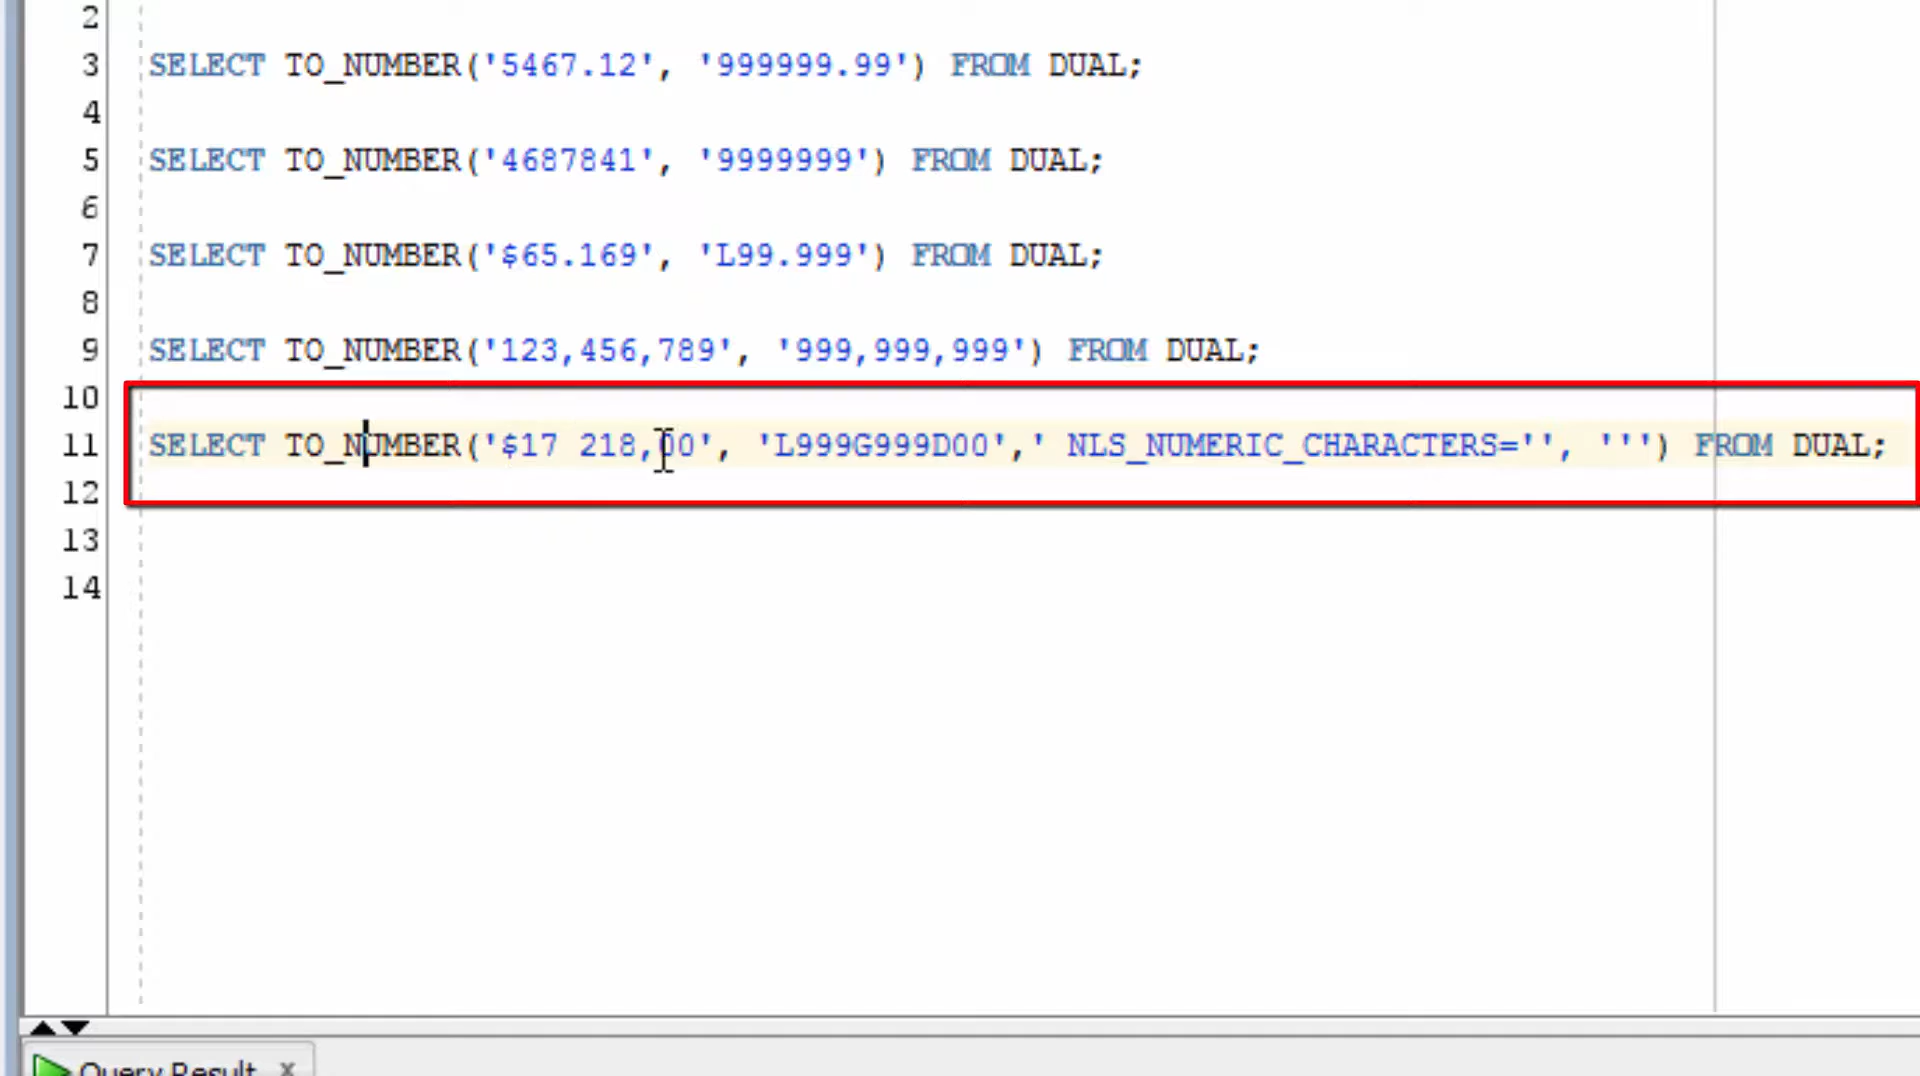 2
3 SELECT TO_NUMBER('5467.12', '999999.99') FROM DUAL;
4
5 SELECT TO_NUMBER('4687841', '9999999') FROM DUAL;
6
7 SELECT TO_NUMBER('$65.169', 'L99.999') FROM DUAL;
8
9 SELECT TO_NUMBER('123,456,789', '999,999,999') FROM DUAL;
10
11 SELECT TO_NUMBER('$17 218,00', 'L999G999D00',' NLS_NUMERIC_CHARACTERS='', ''') FROM DUAL;
12
13
14
Query Result x